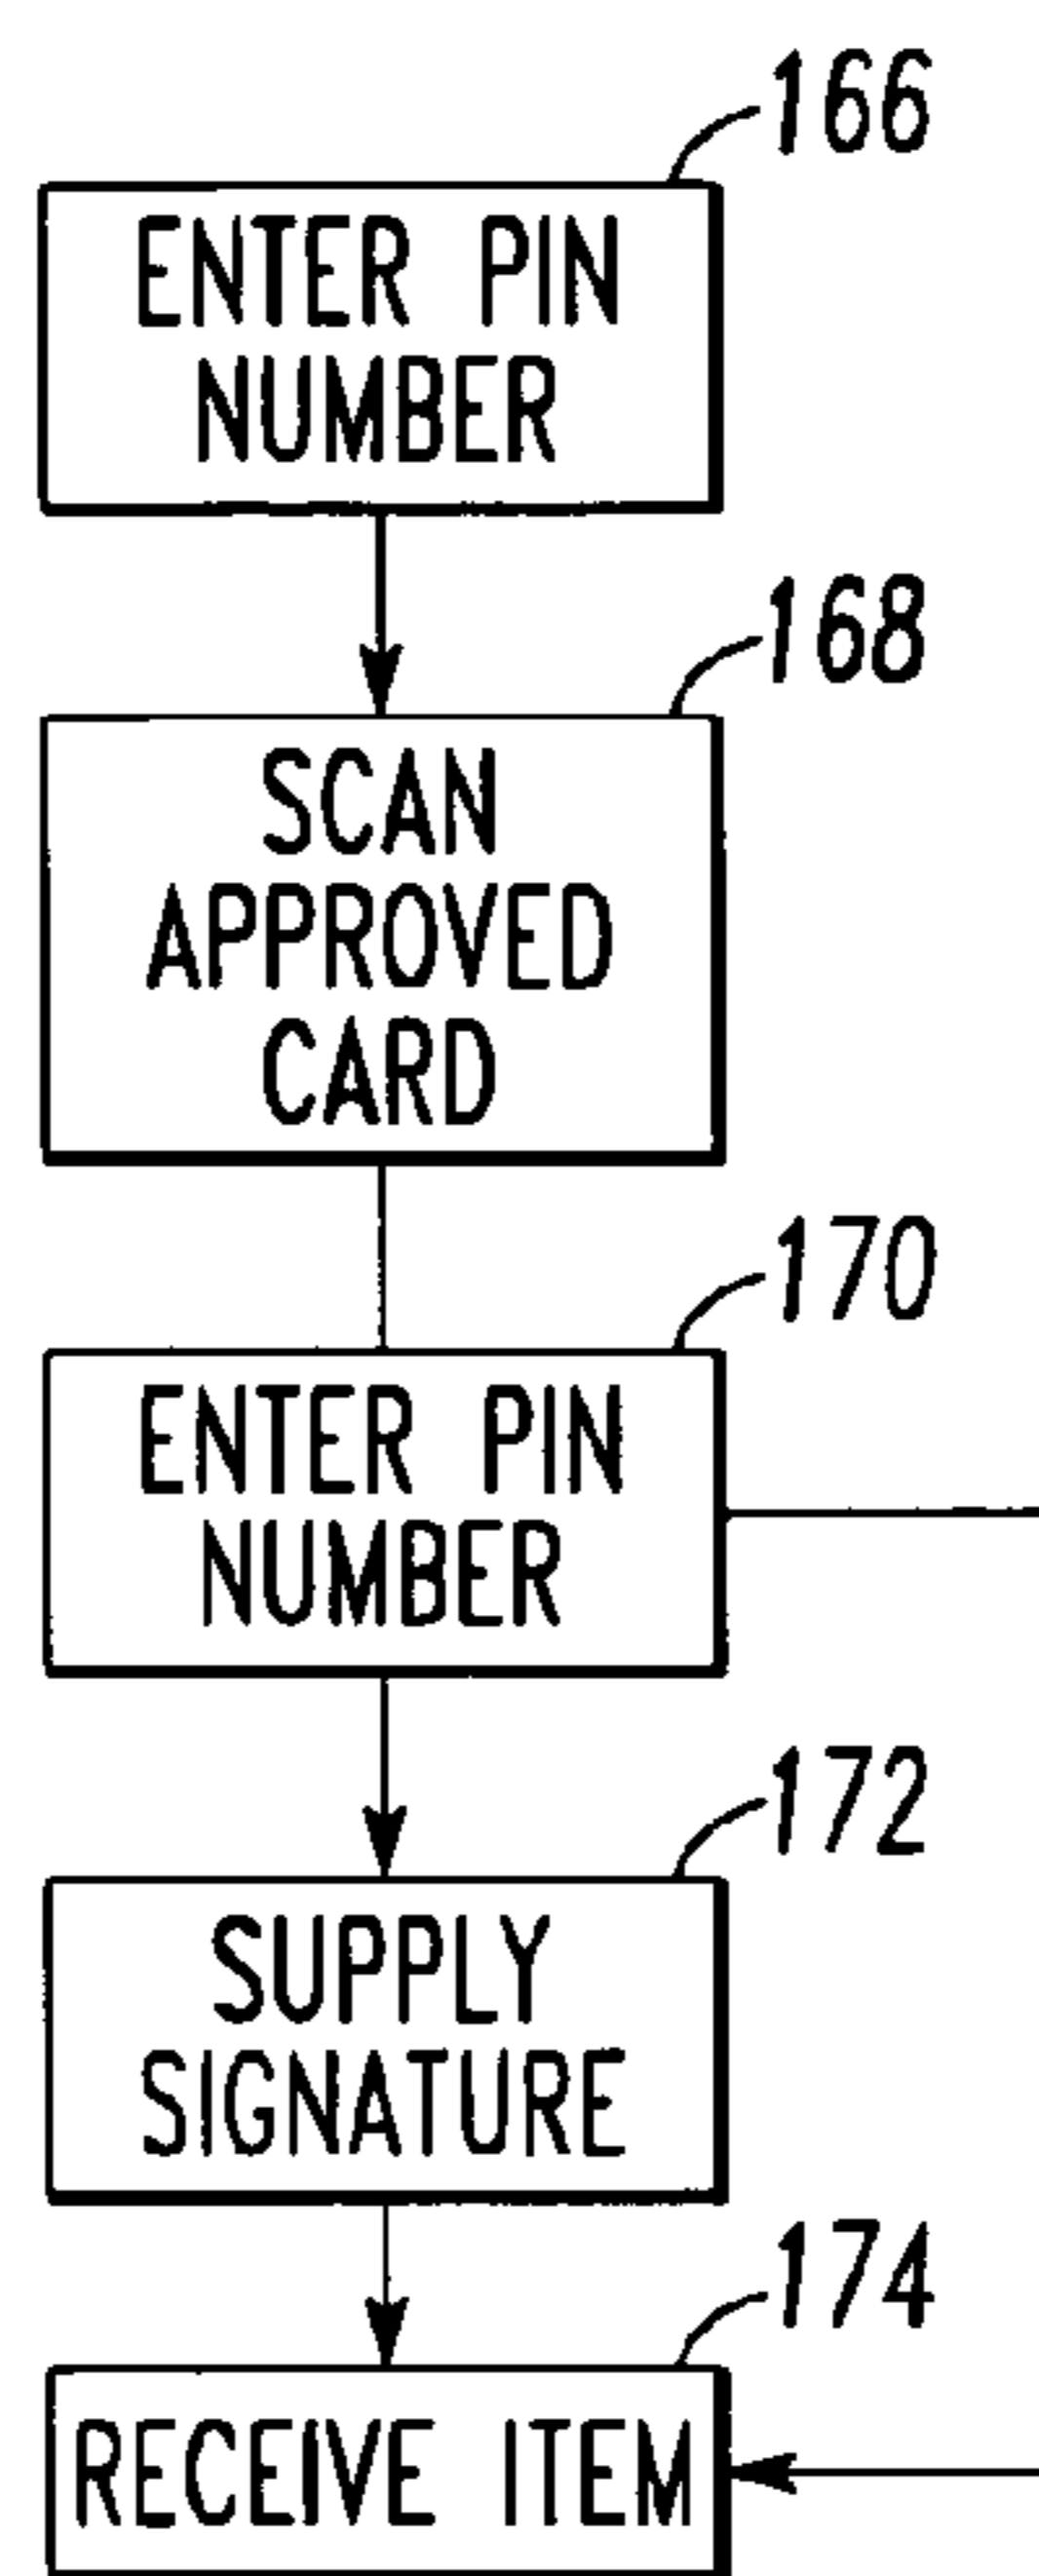 166
ENTER PIN
NUMBER
168
SCAN
APPROVED
CARD
170
ENTER PIN
NUMBER
172
SUPPLY
SIGNATURE
174
RECEIVE ITEM